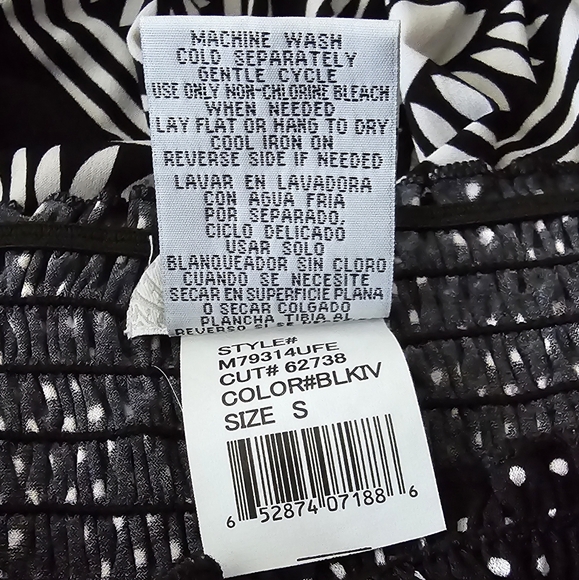 MACHINE WASH
COLD SEPARATELY
GENTLE CYCLE
USE ONLY NON-CHLORINE BLEACH
WHEN NEEDED
LAY FLAT OR HANG TO DRY
COOL IRON ON
REVERSE SIDE IF NEEDED
LAVAR EN LAVADORA
CON AGUA FRIA
POR SEPARADO.
CICLO DELICADO
USAR SOLO
BLANQUEADOR SIN CLORO
CUANDO SE NECESITE
SECAR EN SUPERFICIE PLANA
O SECAR COLGADO
PLANCHA TIBIA AL
REVERSO SI SE
STYLE#
M79314UFE
CUT# 62738
COLOR#BLKIV
SIZE S
6 52874 07188 6